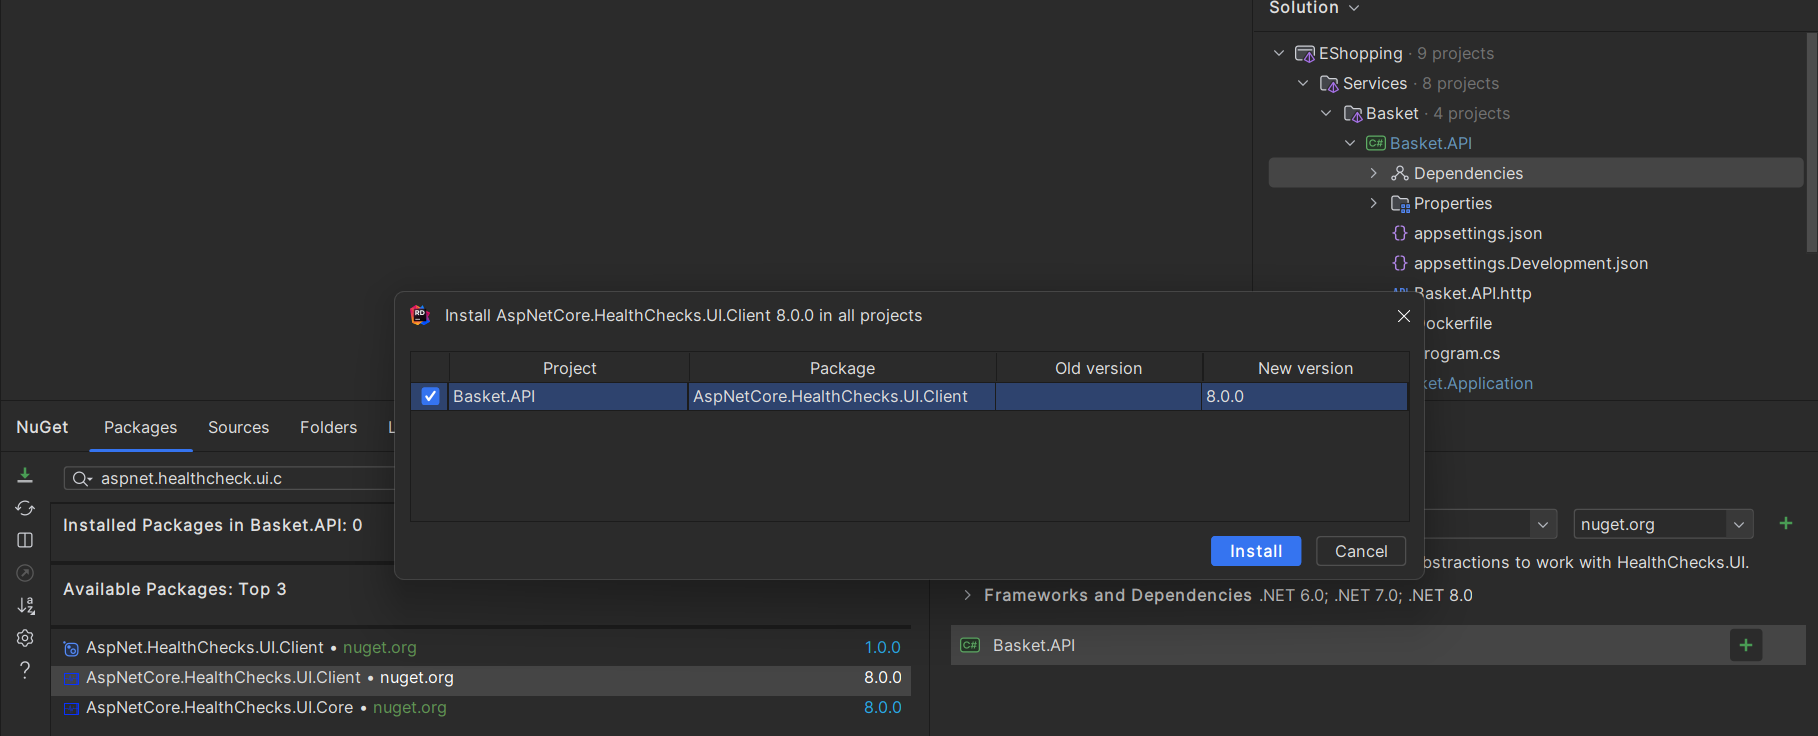 Solution
EShopping · 9 projects
Services · 8 projects
Basket · 4 projects
C# Basket.API
Dependencies
Properties
{} appsettings.json
{} appsettings.Development.json
Basket.API.http
ockerfile
rogram.cs
ket.Application
RD Install AspNetCore.HealthChecks.UI.Client 8.0.0 in all projects
Project Package Old version New version
Basket.API AspNetCore.HealthChecks.UI.Client 8.0.0
Install Cancel
NuGet Packages Sources Folders L
aspnet.healthcheck.ui.c
Installed Packages in Basket.API: 0
Available Packages: Top 3
AspNet.HealthChecks.UI.Client • nuget.org 1.0.0
AspNetCore.HealthChecks.UI.Client • nuget.org 8.0.0
AspNetCore.HealthChecks.UI.Core • nuget.org 8.0.0
nuget.org
bstractions to work with HealthChecks.UI.
Frameworks and Dependencies .NET 6.0; .NET 7.0; .NET 8.0
C# Basket.API